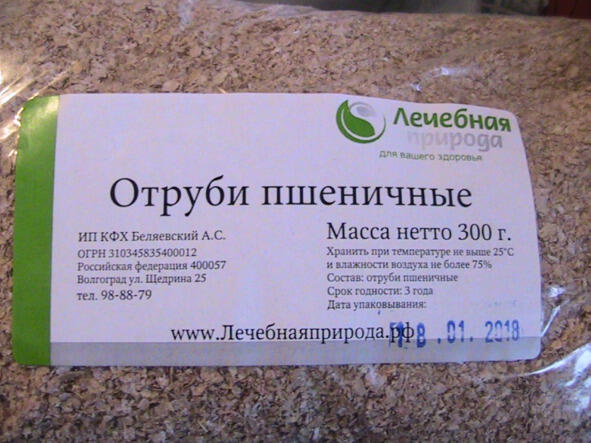 Лечебная
природа
для вашего здоровья
Отруби пшеничные
ИП КФХ Беляевский А.С.
ОГРН 310345835400012
Российская федерация 400057
Волгоград ул. Щедрина 25
тел. 98-88-79
Масса нетто 300 г.
Хранить при температуре не выше 25°C
и влажности воздуха не более 75%
Состав: отруби пшеничные
Срок годности: 3 года
Дата упаковывания:
www.Лечебнаяприрода.рф
18.01.2018